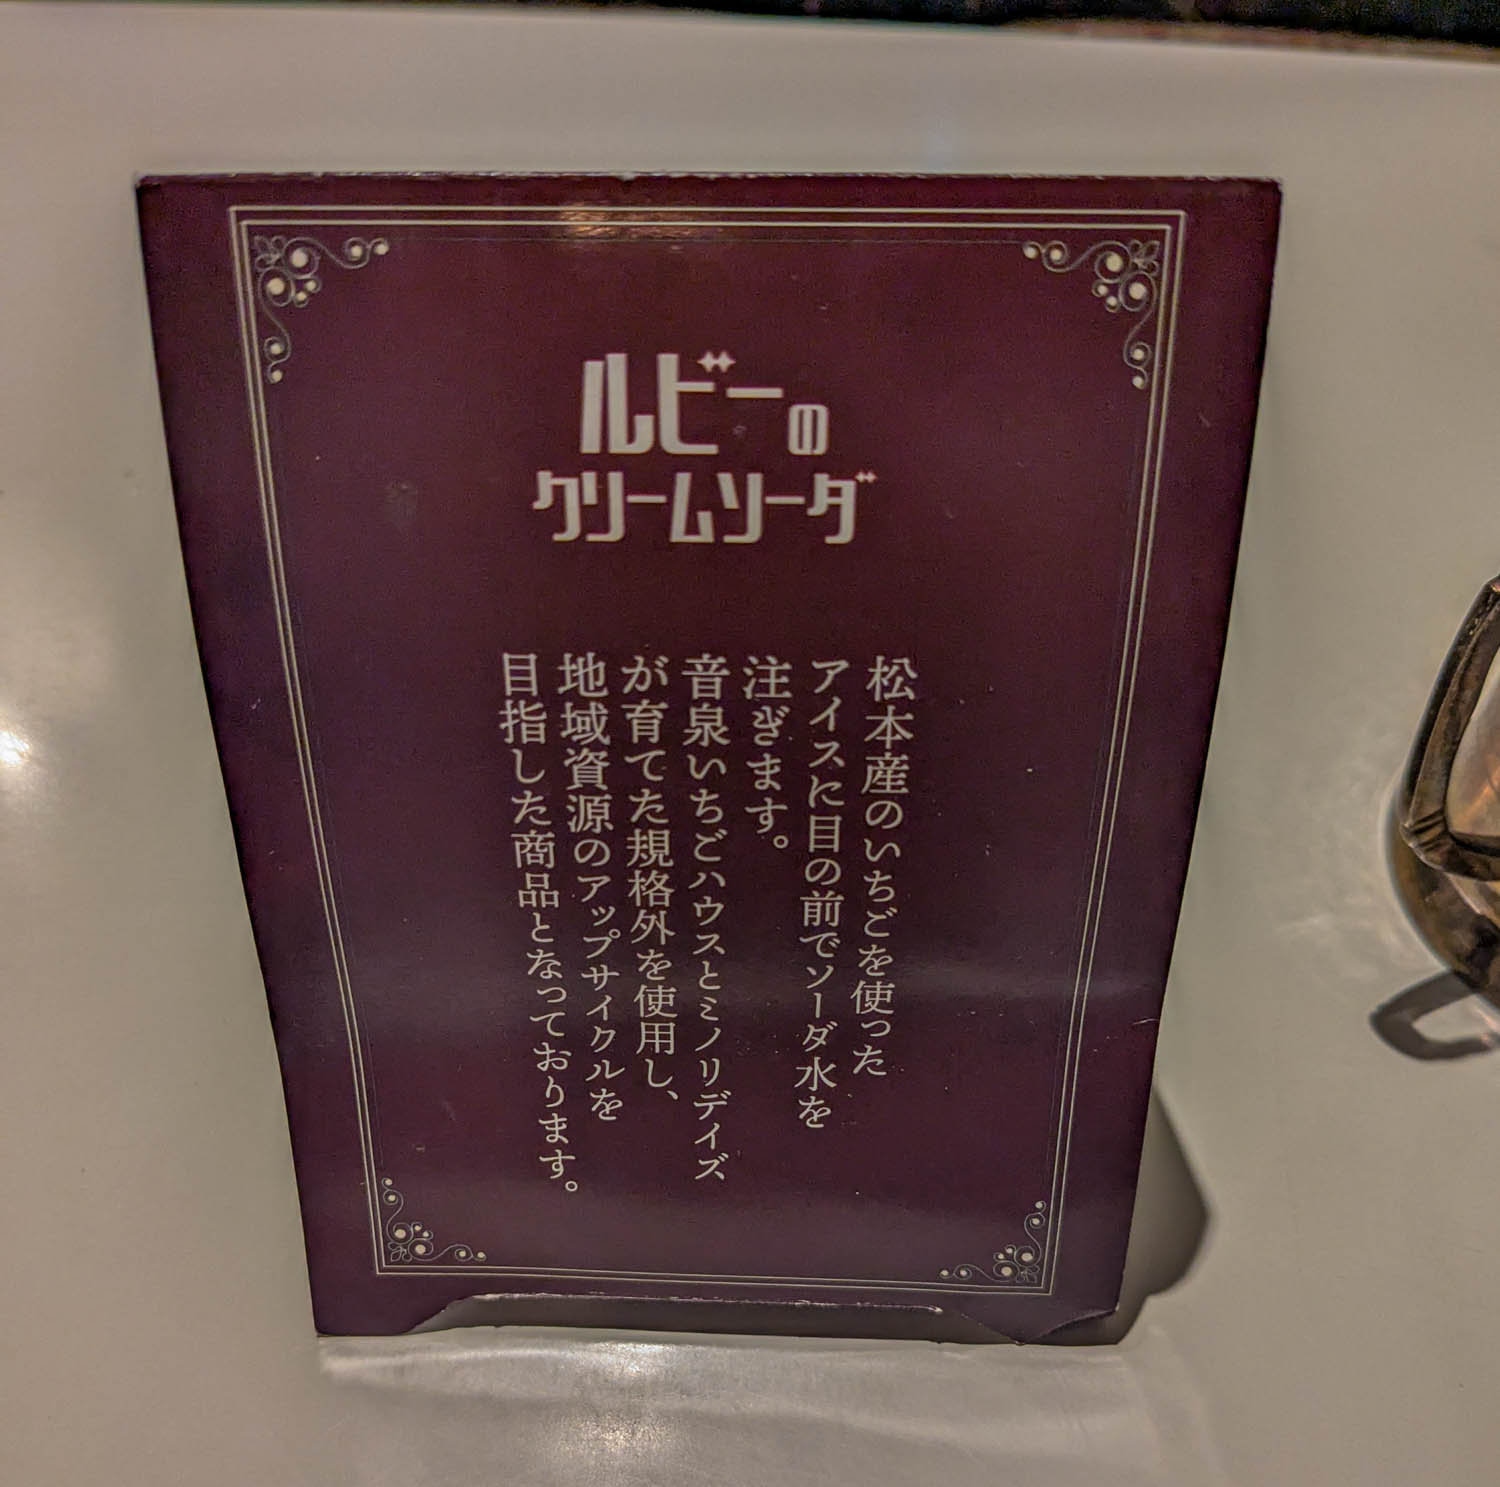 ルビーの
クリームソーダ
松本産のいちごを使った
アイスに目の前でソーダ水を
注ぎます。
音泉いちごハウスとミノリデイズ
が育てた規格外を使用し、
地域資源のアップサイクルを
目指した商品となっております。